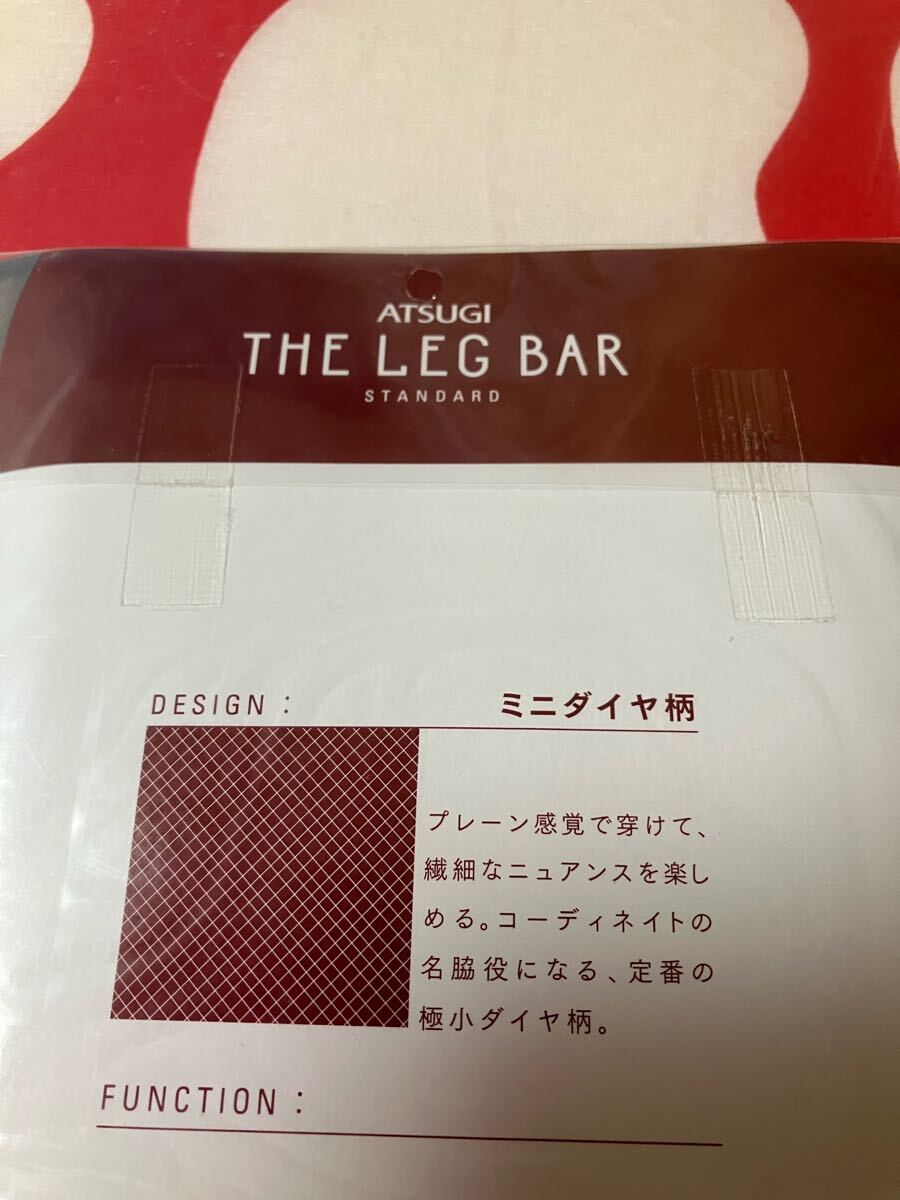 ATSUGI
THE LEG BAR
STANDARD
DESIGN : ミニダイヤ柄
プレーン感覚で穿けて、
繊細なニュアンスを楽し
める。コーディネイトの
名脇役になる、定番の
極小ダイヤ柄。
FUNCTION :